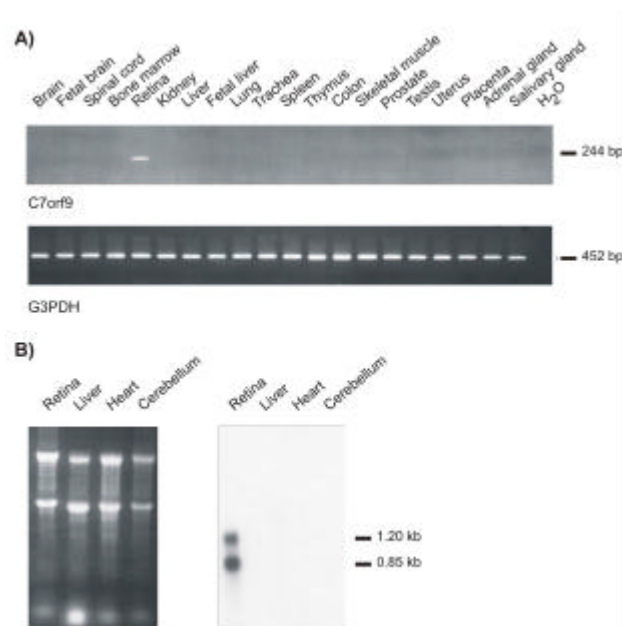 A)
Brain Fetal brain Spinal cord Bone marrow Retina Kidney Liver Fetal liver Lung Trachea Spleen Thymus Colon Skeletal muscle Prostate Testis Uterus Placenta Adrenal gland Salivary gland H2O
244 bp
C7orf9
452 bp
G3PDH
B)
Retina Liver Heart Cerebellum Retina Liver Heart Cerebellum
1.20 kb
0.85 kb